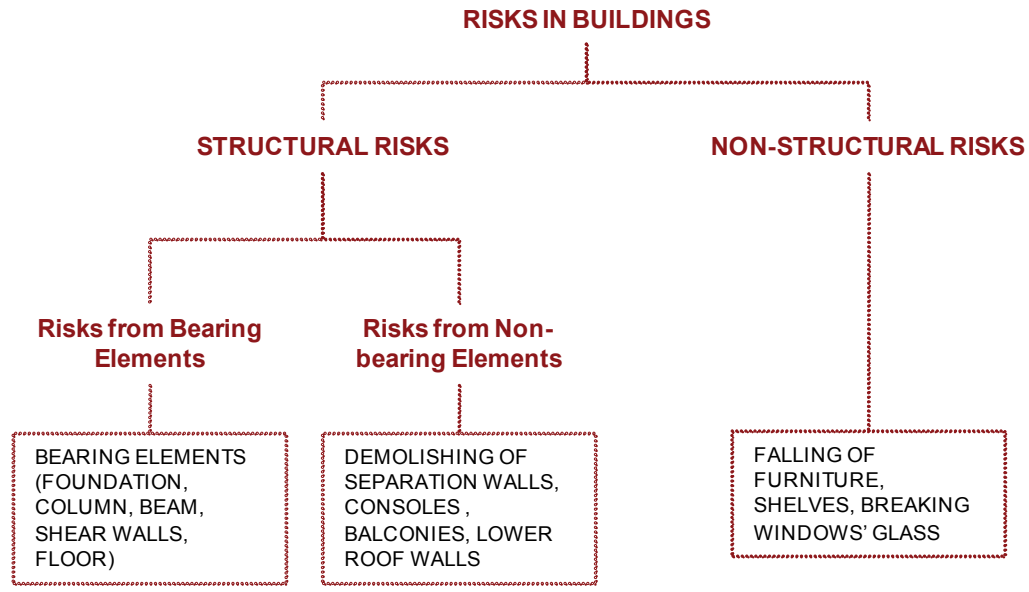 RISKS IN BUILDINGS
STRUCTURAL RISKS
NON-STRUCTURAL RISKS
Risks from Bearing
Elements
Risks from Non-
bearing Elements
BEARING ELEMENTS
(FOUNDATION,
COLUMN, BEAM,
SHEAR WALLS,
FLOOR)
DEMOLISHING OF
SEPARATION WALLS,
CONSOLES ,
BALCONIES, LOWER
ROOF WALLS
FALLING OF
FURNITURE,
SHELVES, BREAKING
WINDOWS’ GLASS